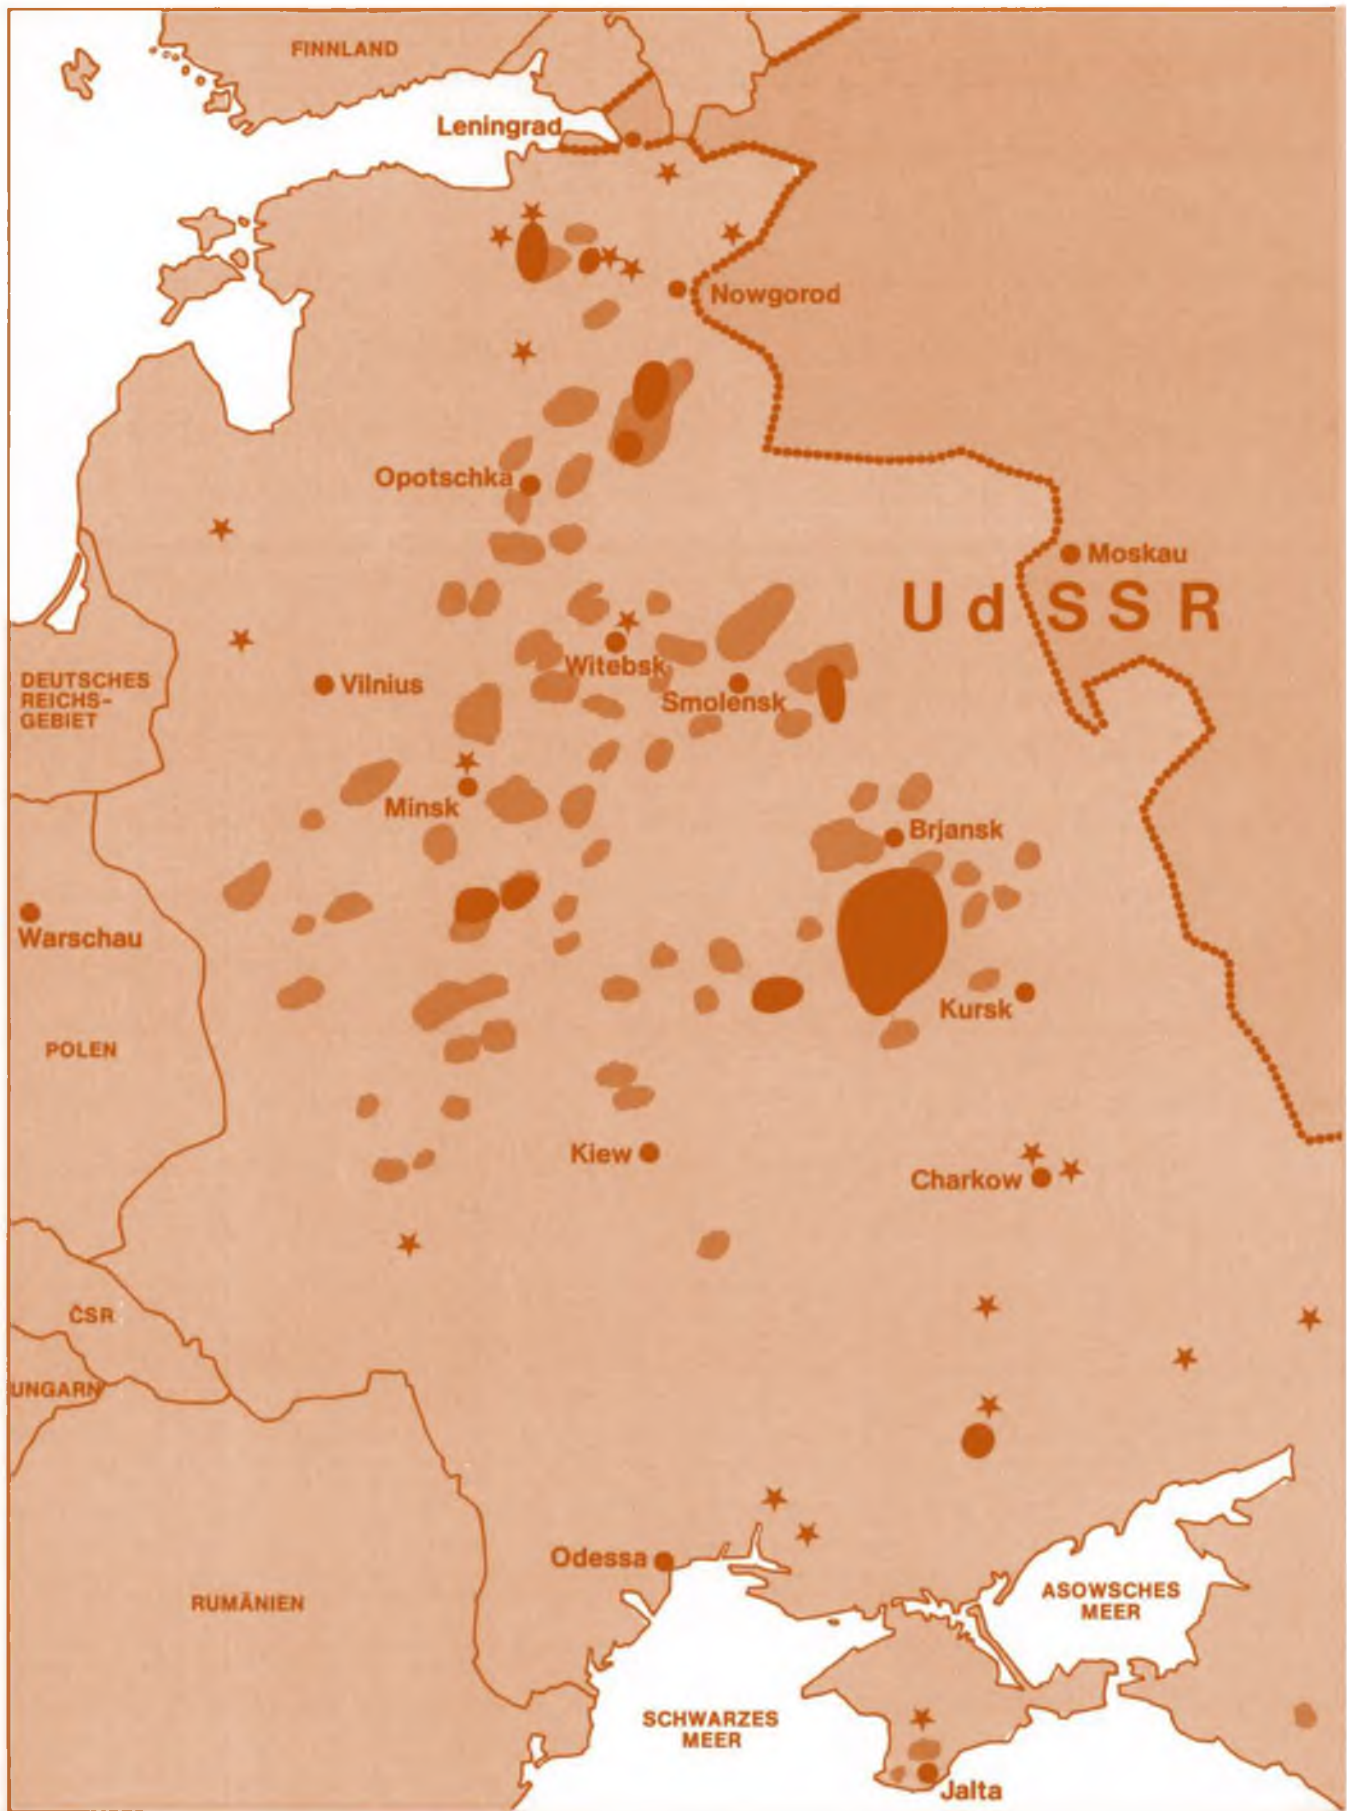 FINNLAND
Leningrad
Nowgorod
Opotschka
Moskau
UdSSR
DEUTSCHES
REICHS-
GEBIET
Vilnius
Witebsk
Smolensk
Minsk
Brjansk
Warschau
Kursk
POLEN
Kiew
Charkow
ČSR
UNGARN
Odessa
RUMÄNIEN
ASOWSCHES
MEER
SCHWARZES
MEER
Jalta